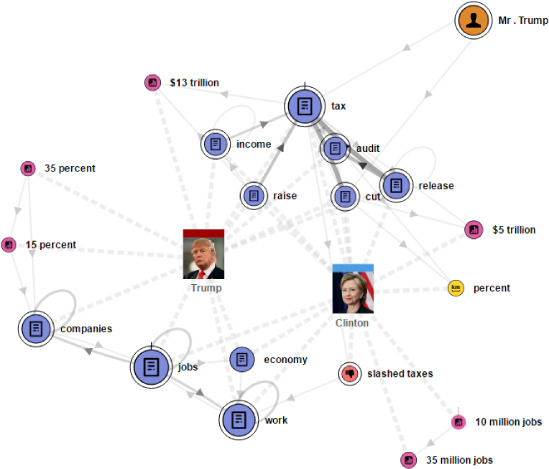 Mr . Trump
$13 trillion
tax
income
audit
35 percent
raise
cut
release
15 percent
$5 trillion
Trump
km
percent
Clinton
companies
jobs
economy
slashed taxes
work
10 million jobs
35 million jobs